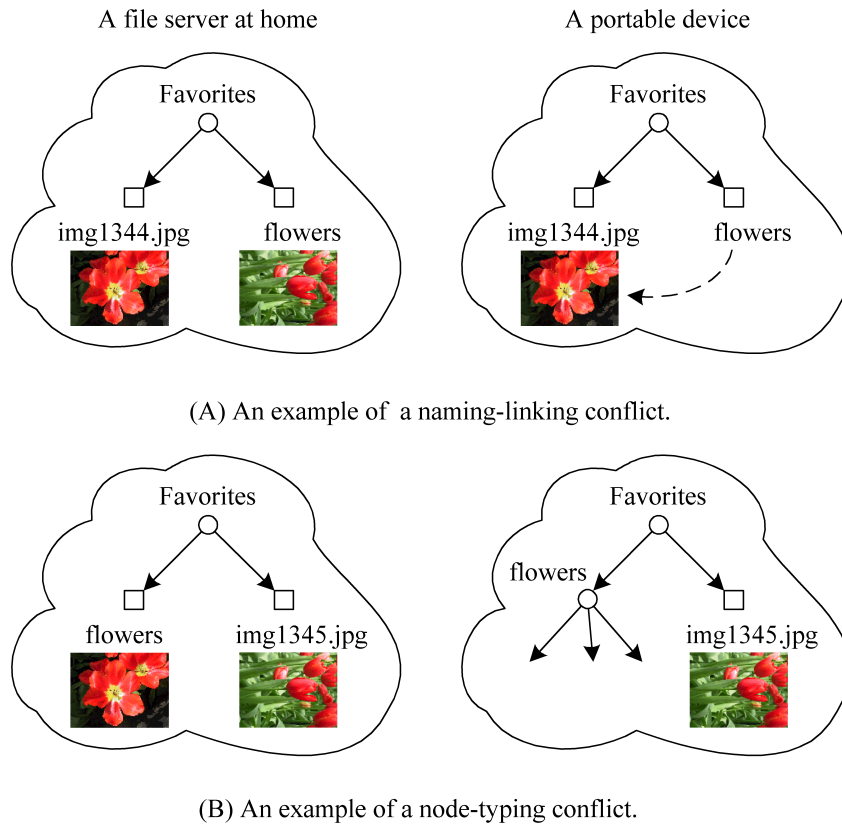 A file server at home
A portable device
Favorites
Favorites
img1344.jpg
flowers
img1344.jpg
flowers
(A) An example of  a naming-linking conflict.
Favorites
Favorites
flowers
flowers
img1345.jpg
img1345.jpg
(B) An example of a node-typing conflict.